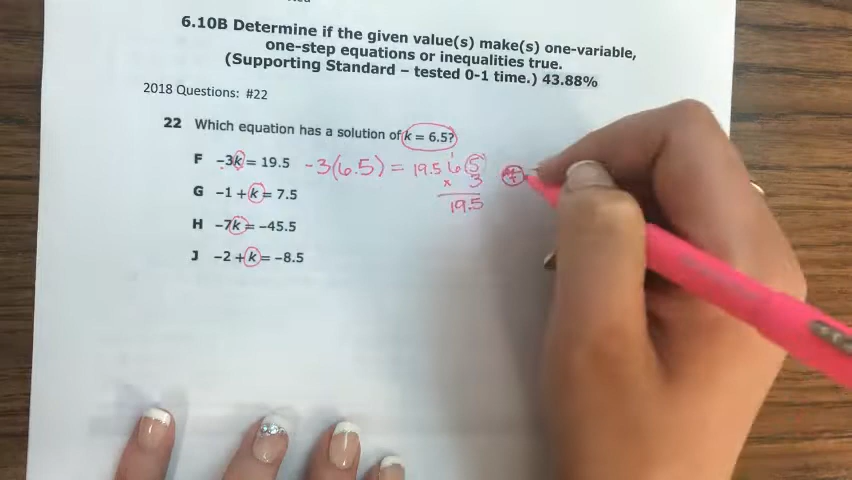 6.10B Determine if the given value(s) make(s) one-variable,
one-step equations or inequalities true.
(Supporting Standard – tested 0-1 time.) 43.88%
2018 Questions: #22
22 Which equation has a solution of k = 6.5?
F -3k = 19.5 -3(6.5) = 19.5 6.5
× 3
19.5
G -1 + k = 7.5
H -7k = -45.5
J -2 + k = -8.5